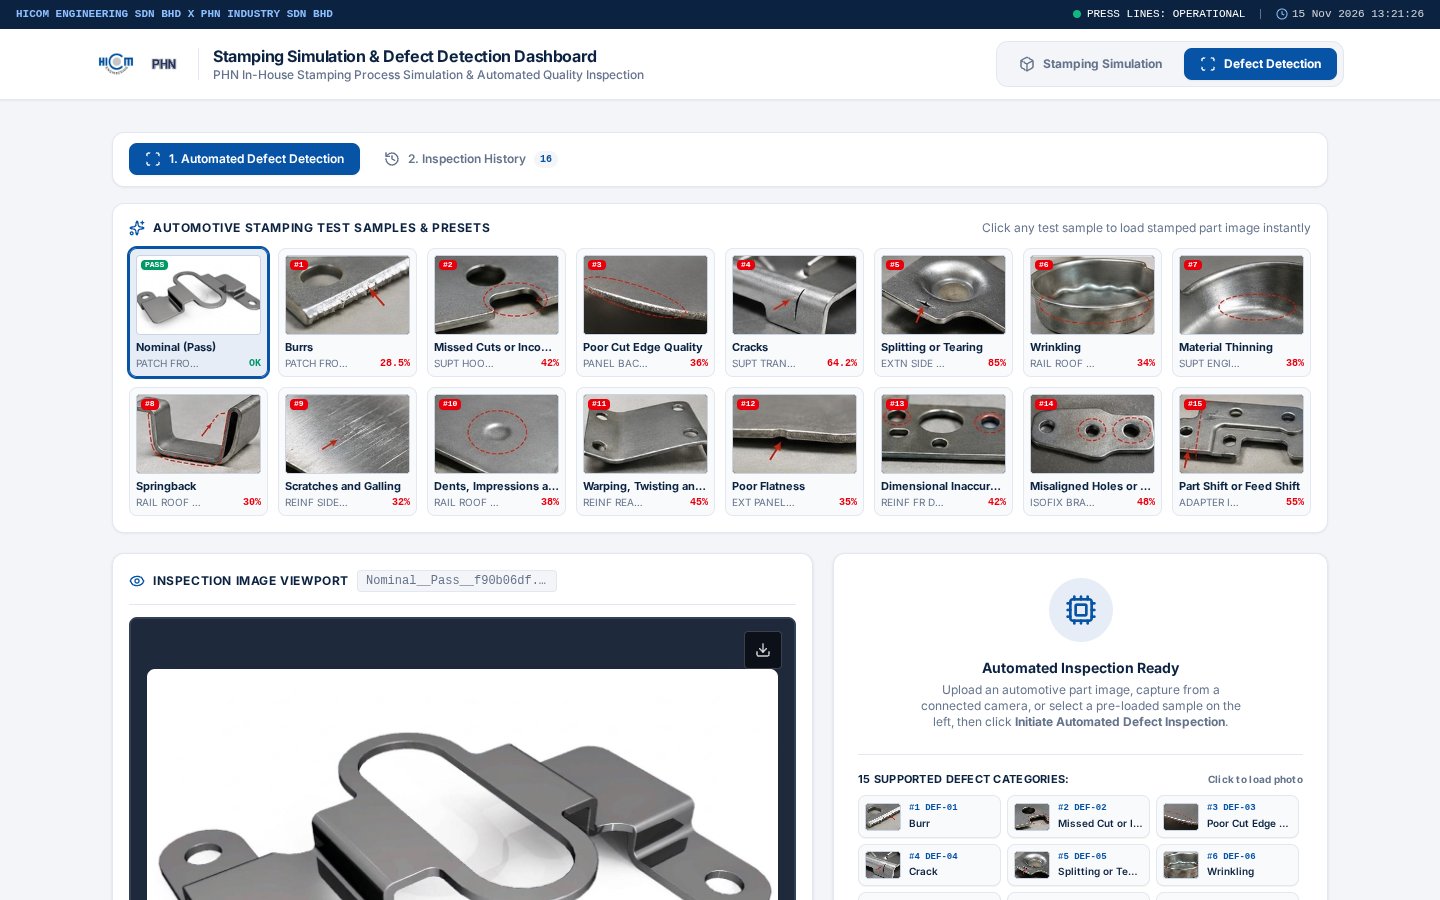 HICOM ENGINEERING SDN BHD X PHN INDUSTRY SDN BHD
PRESS LINES: OPERATIONAL | 15 Nov 2026 13:21:26
HICOM PHN
Stamping Simulation & Defect Detection Dashboard
PHN In-House Stamping Process Simulation & Automated Quality Inspection
Stamping Simulation
Defect Detection
1. Automated Defect Detection
2. Inspection History 16
AUTOMOTIVE STAMPING TEST SAMPLES & PRESETS
Click any test sample to load stamped part image instantly
PASS
Nominal (Pass)
PATCH FRO... OK
#1
Burrs
PATCH FRO... 28.5%
#2
Missed Cuts or Inco...
SUPT HOO... 42%
#3
Poor Cut Edge Quality
PANEL BAC... 36%
#4
Cracks
SUPT TRAN... 64.2%
#5
Splitting or Tearing
EXTN SIDE ... 85%
#6
Wrinkling
RAIL ROOF ... 34%
#7
Material Thinning
SUPT ENGI... 38%
#8
Springback
RAIL ROOF ... 30%
#9
Scratches and Galling
REINF SIDE... 32%
#10
Dents, Impressions a...
RAIL ROOF ... 38%
#11
Warping, Twisting an...
REINF REA... 45%
#12
Poor Flatness
EXT PANEL... 35%
#13
Dimensional Inaccur...
REINF FR D... 42%
#14
Misaligned Holes or ...
ISOFIX BRA... 48%
#15
Part Shift or Feed Shift
ADAPTER I... 55%
INSPECTION IMAGE VIEWPORT
Nominal__Pass__f90b06df.…
Automated Inspection Ready
Upload an automotive part image, capture from a
connected camera, or select a pre-loaded sample on the
left, then click Initiate Automated Defect Inspection.
15 SUPPORTED DEFECT CATEGORIES:
Click to load photo
#1 DEF-01
Burr
#2 DEF-02
Missed Cut or I...
#3 DEF-03
Poor Cut Edge ...
#4 DEF-04
Crack
#5 DEF-05
Splitting or Te...
#6 DEF-06
Wrinkling